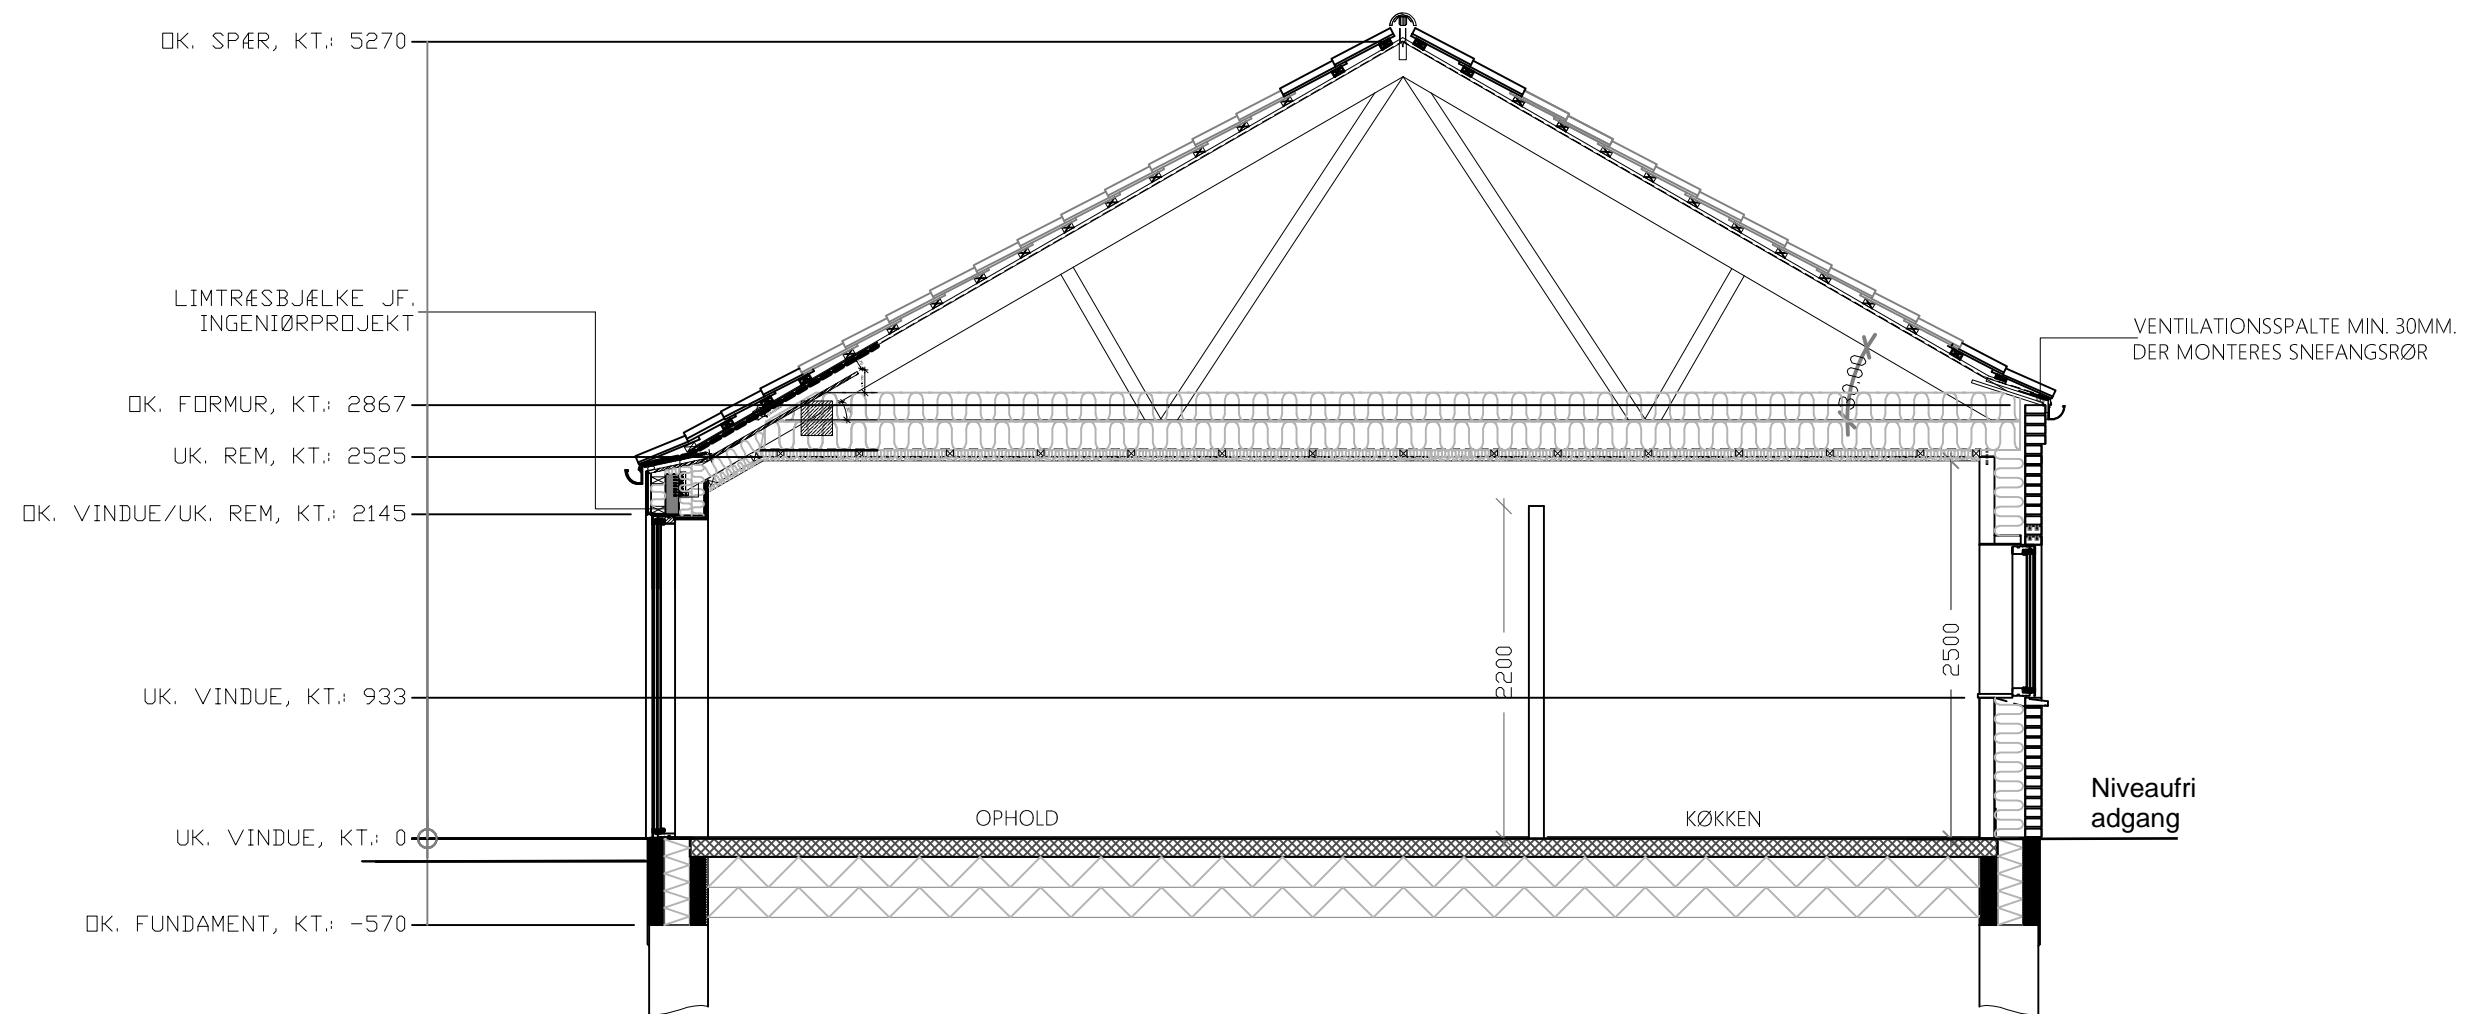 OK. SPÆR, KT.: 5270
LIMTRÆSBJÆLKE JF.
INGENIØRPROJEKT
VENTILATIONSSPALTE MIN. 30MM.
DER MONTERES SNEFANGSRØR
30.00
OK. FORMUR, KT.: 2867
UK. REM, KT.: 2525
OK. VINDUE/UK. REM, KT.: 2145
2200
2500
UK. VINDUE, KT.: 933
Niveaufri
adgang
OPHOLD
KØKKEN
UK. VINDUE, KT.: 0
OK. FUNDAMENT, KT.: -570